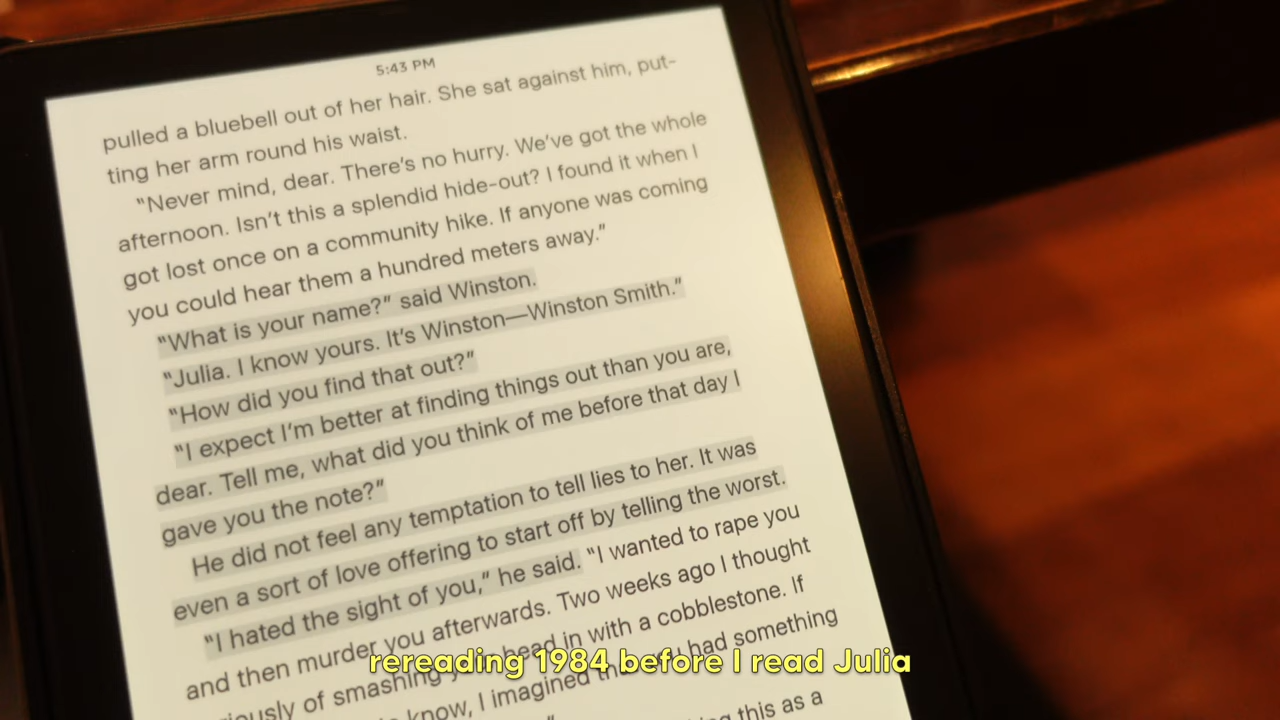 5:43 PM
pulled a bluebell out of her hair. She sat against him, put-
ting her arm round his waist.
“Never mind, dear. There’s no hurry. We’ve got the whole
afternoon. Isn’t this a splendid hide-out? I found it when I
got lost once on a community hike. If anyone was coming
you could hear them a hundred meters away.”
“What is your name?” said Winston.
“Julia. I know yours. It’s Winston—Winston Smith.”
“How did you find that out?”
“I expect I’m better at finding things out than you are,
dear. Tell me, what did you think of me before that day I
gave you the note?”
He did not feel any temptation to tell lies to her. It was
even a sort of love offering to start off by telling the worst.
“I hated the sight of you,” he said. “I wanted to rape you
and then murder you afterwards. Two weeks ago I thought
of smashing your head in with a cobblestone. If
know, I imagined that you had something
this as a
rereading 1984 before I read Julia